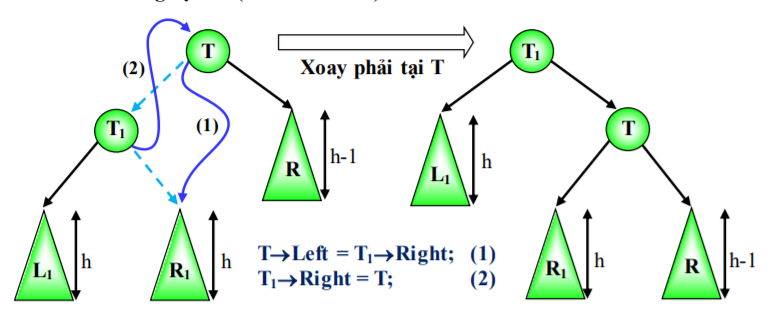 T
(2)
Xoay phải tại T
T₁
T₁
(1)
T
R
h-1
L₁
h
L₁
h
R₁
h
T→Left = T₁→Right; (1)
T₁→Right = T; (2)
R₁
h
R
h-1